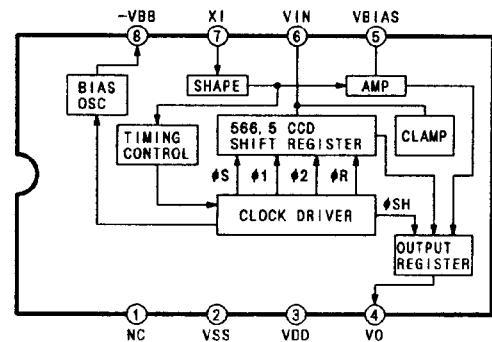 -VBB XI VIN VBIAS
8 7 6 5
BIAS
OSC
SHAPE
AMP
TIMING
CONTROL
566,5 CCD
SHIFT REGISTER
CLAMP
φS φ1 φ2 φR
CLOCK DRIVER
φSH
OUTPUT
REGISTER
1 2 3 4
NC VSS VDD VO